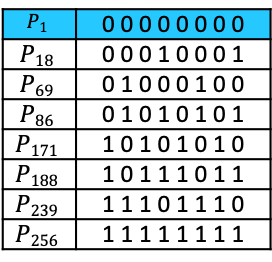 P1 0 0 0 0 0 0 0 0
P18 0 0 0 1 0 0 0 1
P69 0 1 0 0 0 1 0 0
P86 0 1 0 1 0 1 0 1
P171 1 0 1 0 1 0 1 0
P188 1 0 1 1 1 0 1 1
P239 1 1 1 0 1 1 1 0
P256 1 1 1 1 1 1 1 1